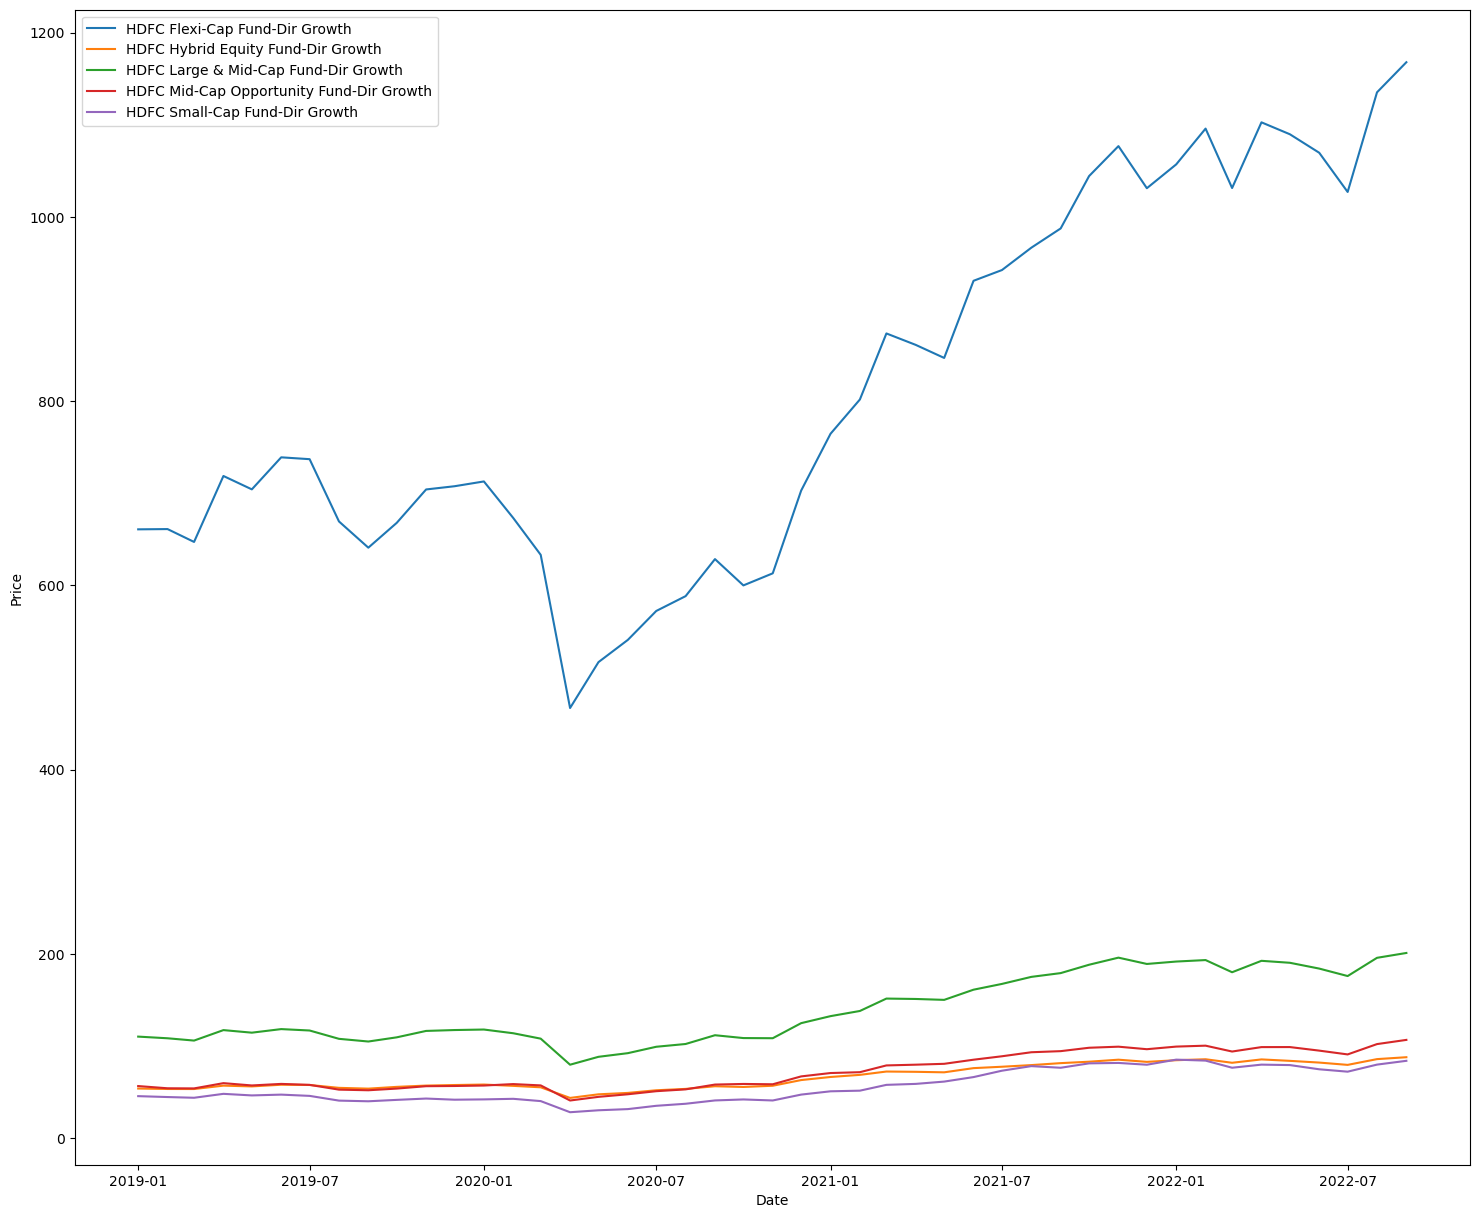 HDFC Flexi-Cap Fund-Dir Growth
HDFC Hybrid Equity Fund-Dir Growth
HDFC Large & Mid-Cap Fund-Dir Growth
HDFC Mid-Cap Opportunity Fund-Dir Growth
HDFC Small-Cap Fund-Dir Growth
1200
1000
800
600
400
200
0
Price
2019-01 2019-07 2020-01 2020-07 2021-01 2021-07 2022-01 2022-07
Date